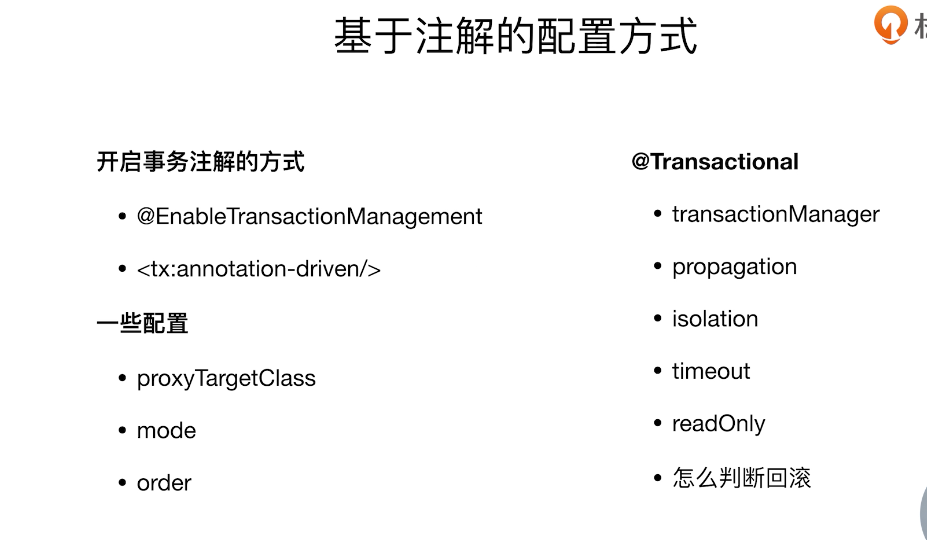 基于注解的配置方式
开启事务注解的方式
• @EnableTransactionManagement
• <tx:annotation-driven/>
一些配置
• proxyTargetClass
• mode
• order
@Transactional
• transactionManager
• propagation
• isolation
• timeout
• readOnly
• 怎么判断回滚